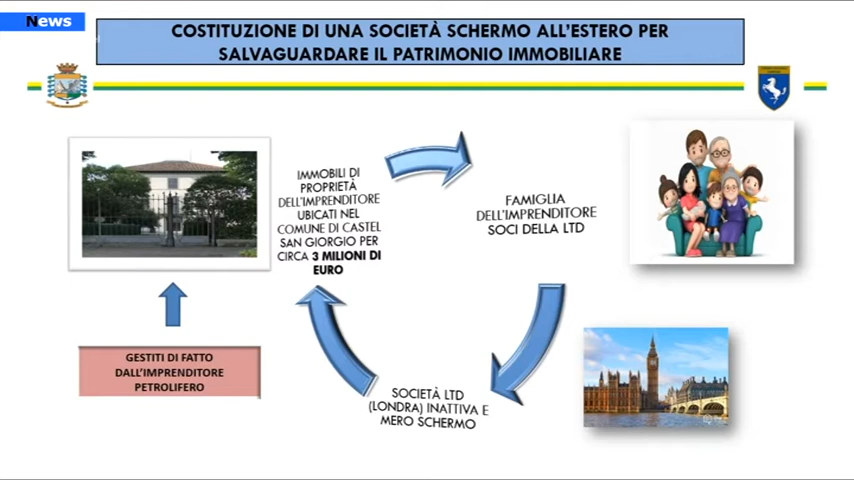 News
COSTITUZIONE DI UNA SOCIETÀ SCHERMO ALL'ESTERO PER
SALVAGUARDARE IL PATRIMONIO IMMOBILIARE
IMMOBILI DI
PROPRIETÀ
DELL'IMPRENDITORE
UBICATI NEL
COMUNE DI CASTEL
SAN GIORGIO PER
CIRCA 3 MILIONI DI
EURO
FAMIGLIA
DELL'IMPRENDITORE
SOCI DELLA LTD
GESTITI DI FATTO
DALL'IMPRENDITORE
PETROLIFERO
SOCIETÀ LTD
(LONDRA) INATTIVA E
MERO SCHERMO